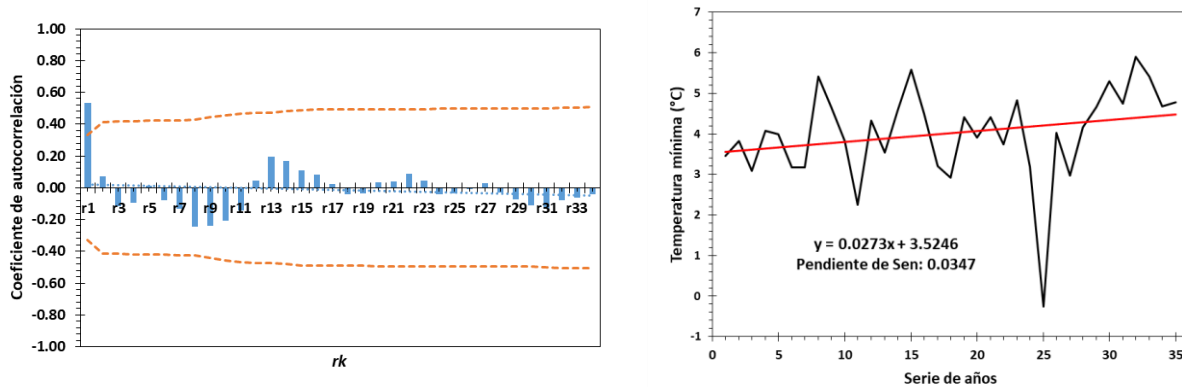 Coeficiente de autocorrelación
1.00
0.80
0.60
0.40
0.20
0.00
-0.20
-0.40
-0.60
-0.80
-1.00
r1 r3 r5 r7 r9 r11 r13 r15 r17 r19 r21 r23 r25 r27 r29 r31 r33
rk
Temperatura mínima (°C)
7
6
5
4
3
2
1
0
-1
y = 0.0273x + 3.5246
Pendiente de Sen: 0.0347
0 5 10 15 20 25 30 35
Serie de años